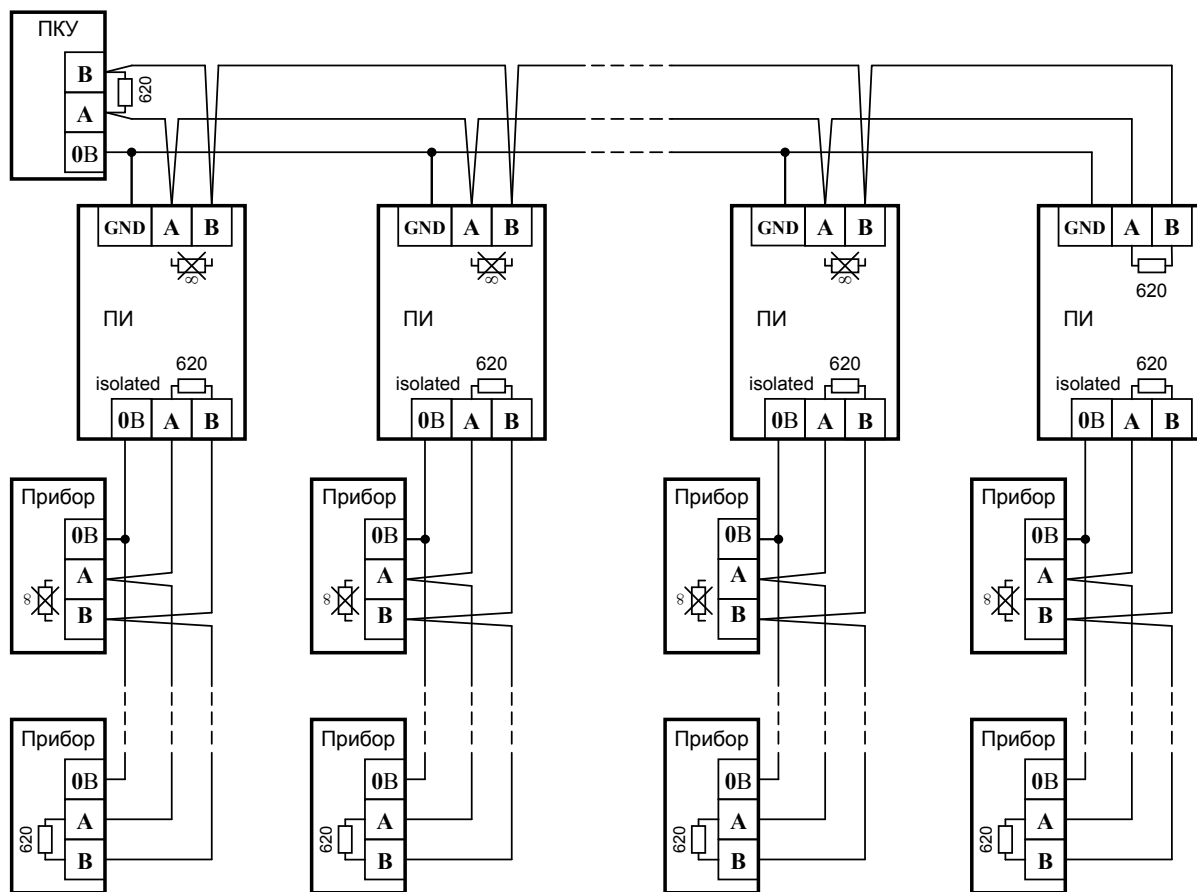 ПКУ
B
620
A
0В
GND A B
GND A B
GND A B
GND A B
∞
∞
∞
620
ПИ
ПИ
ПИ
ПИ
620
620
620
620
isolated
isolated
isolated
isolated
0В A B
0В A B
0В A B
0В A B
Прибор
Прибор
Прибор
Прибор
0В
0В
0В
0В
∞
A
∞
A
∞
A
∞
A
B
B
B
B
Прибор
Прибор
Прибор
Прибор
0В
0В
0В
0В
620
A
620
A
620
A
620
A
B
B
B
B